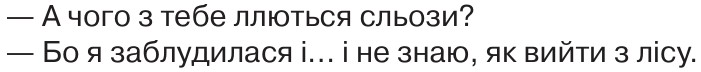 — А чого з тебе ллються сльози?
— Бо я заблудилася і… і не знаю, як вийти з лісу.